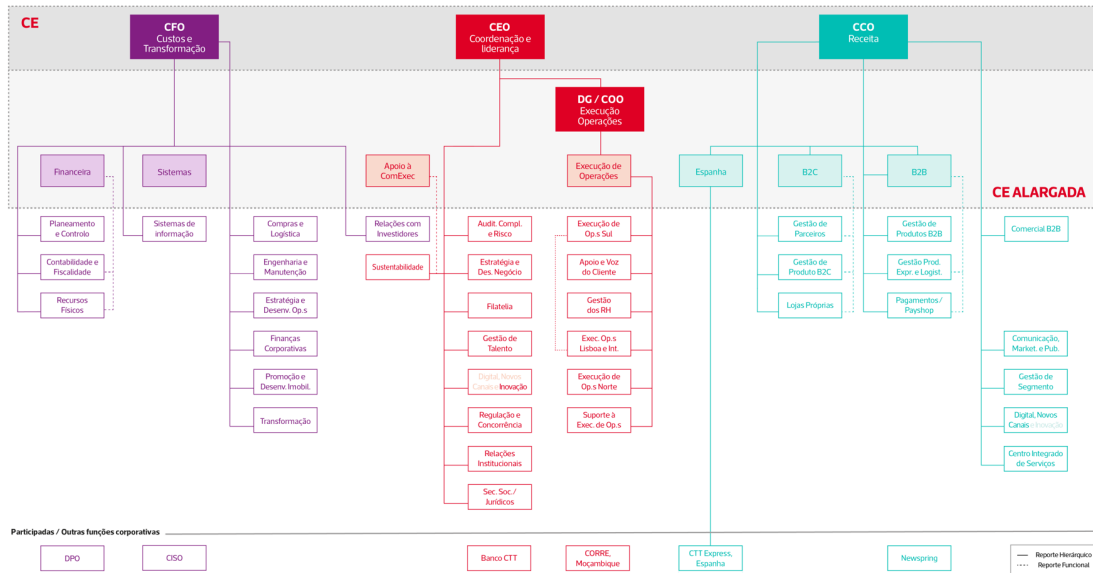 CE
CFO
Custos e
Transformação
CEO
Coordenação e
liderança
CCO
Receita
DG / COO
Execução
Operações
Financeira
Sistemas
Apoio à
ComExec
Execução de
Operações
Espanha
B2C
B2B
CE ALARGADA
Planeamento
e Controlo
Contabilidade e
Fiscalidade
Recursos
Físicos
Sistemas de
informação
Compras e
Logística
Engenharia e
Manutenção
Estratégia e
Desenv. Op.s
Finanças
Corporativas
Promoção e
Desenv. Imobil.
Transformação
Relações com
Investidores
Sustentabilidade
Audit. Compl.
e Risco
Estratégia e
Des. Negócio
Filatelia
Gestão de
Talento
Digital, Novos
Canais e Inovação
Regulação e
Concorrência
Relações
Institucionais
Sec. Soc./
Jurídicos
Execução de
Op.s Sul
Apoio e Voz
do Cliente
Gestão
dos RH
Exec. Op.s
Lisboa e Int.
Execução de
Op.s Norte
Suporte à
Exec. de Op.s
Gestão de
Parceiros
Gestão de
Produto B2C
Lojas Próprias
Gestão de
Produtos B2B
Gestão Prod.
Expr. e Logist.
Pagamentos /
Payshop
Comercial B2B
Comunicação,
Market. e Pub.
Gestão de
Segmento
Digital, Novos
Canais e Inovação
Centro Integrado
de Serviços
Participadas / Outras funções corporativas
DPO
CISO
Banco CTT
CORRE,
Moçambique
CTT Express,
Espanha
Newspring
Reporte Hierárquico
Reporte Funcional